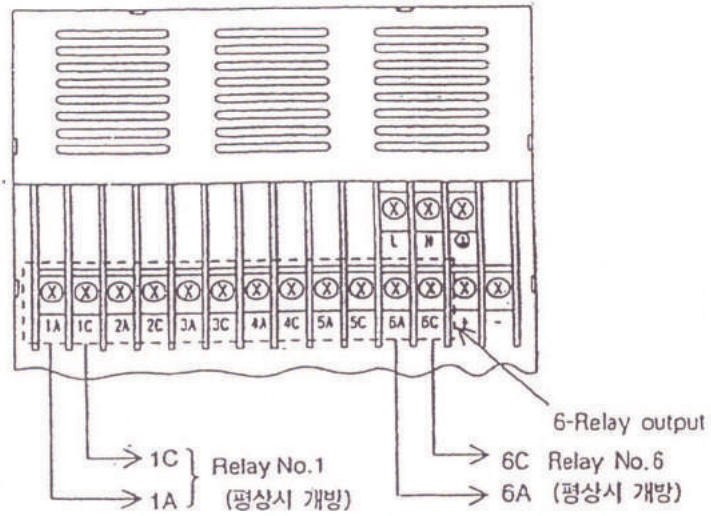 L N
1A 1C 2A 2C 3A 3C 4A 4C 5A 5C 6A 6C + -
6-Relay output
1C
1A
Relay No.1
(평상시 개방)
6C Relay No.6
6A (평상시 개방)